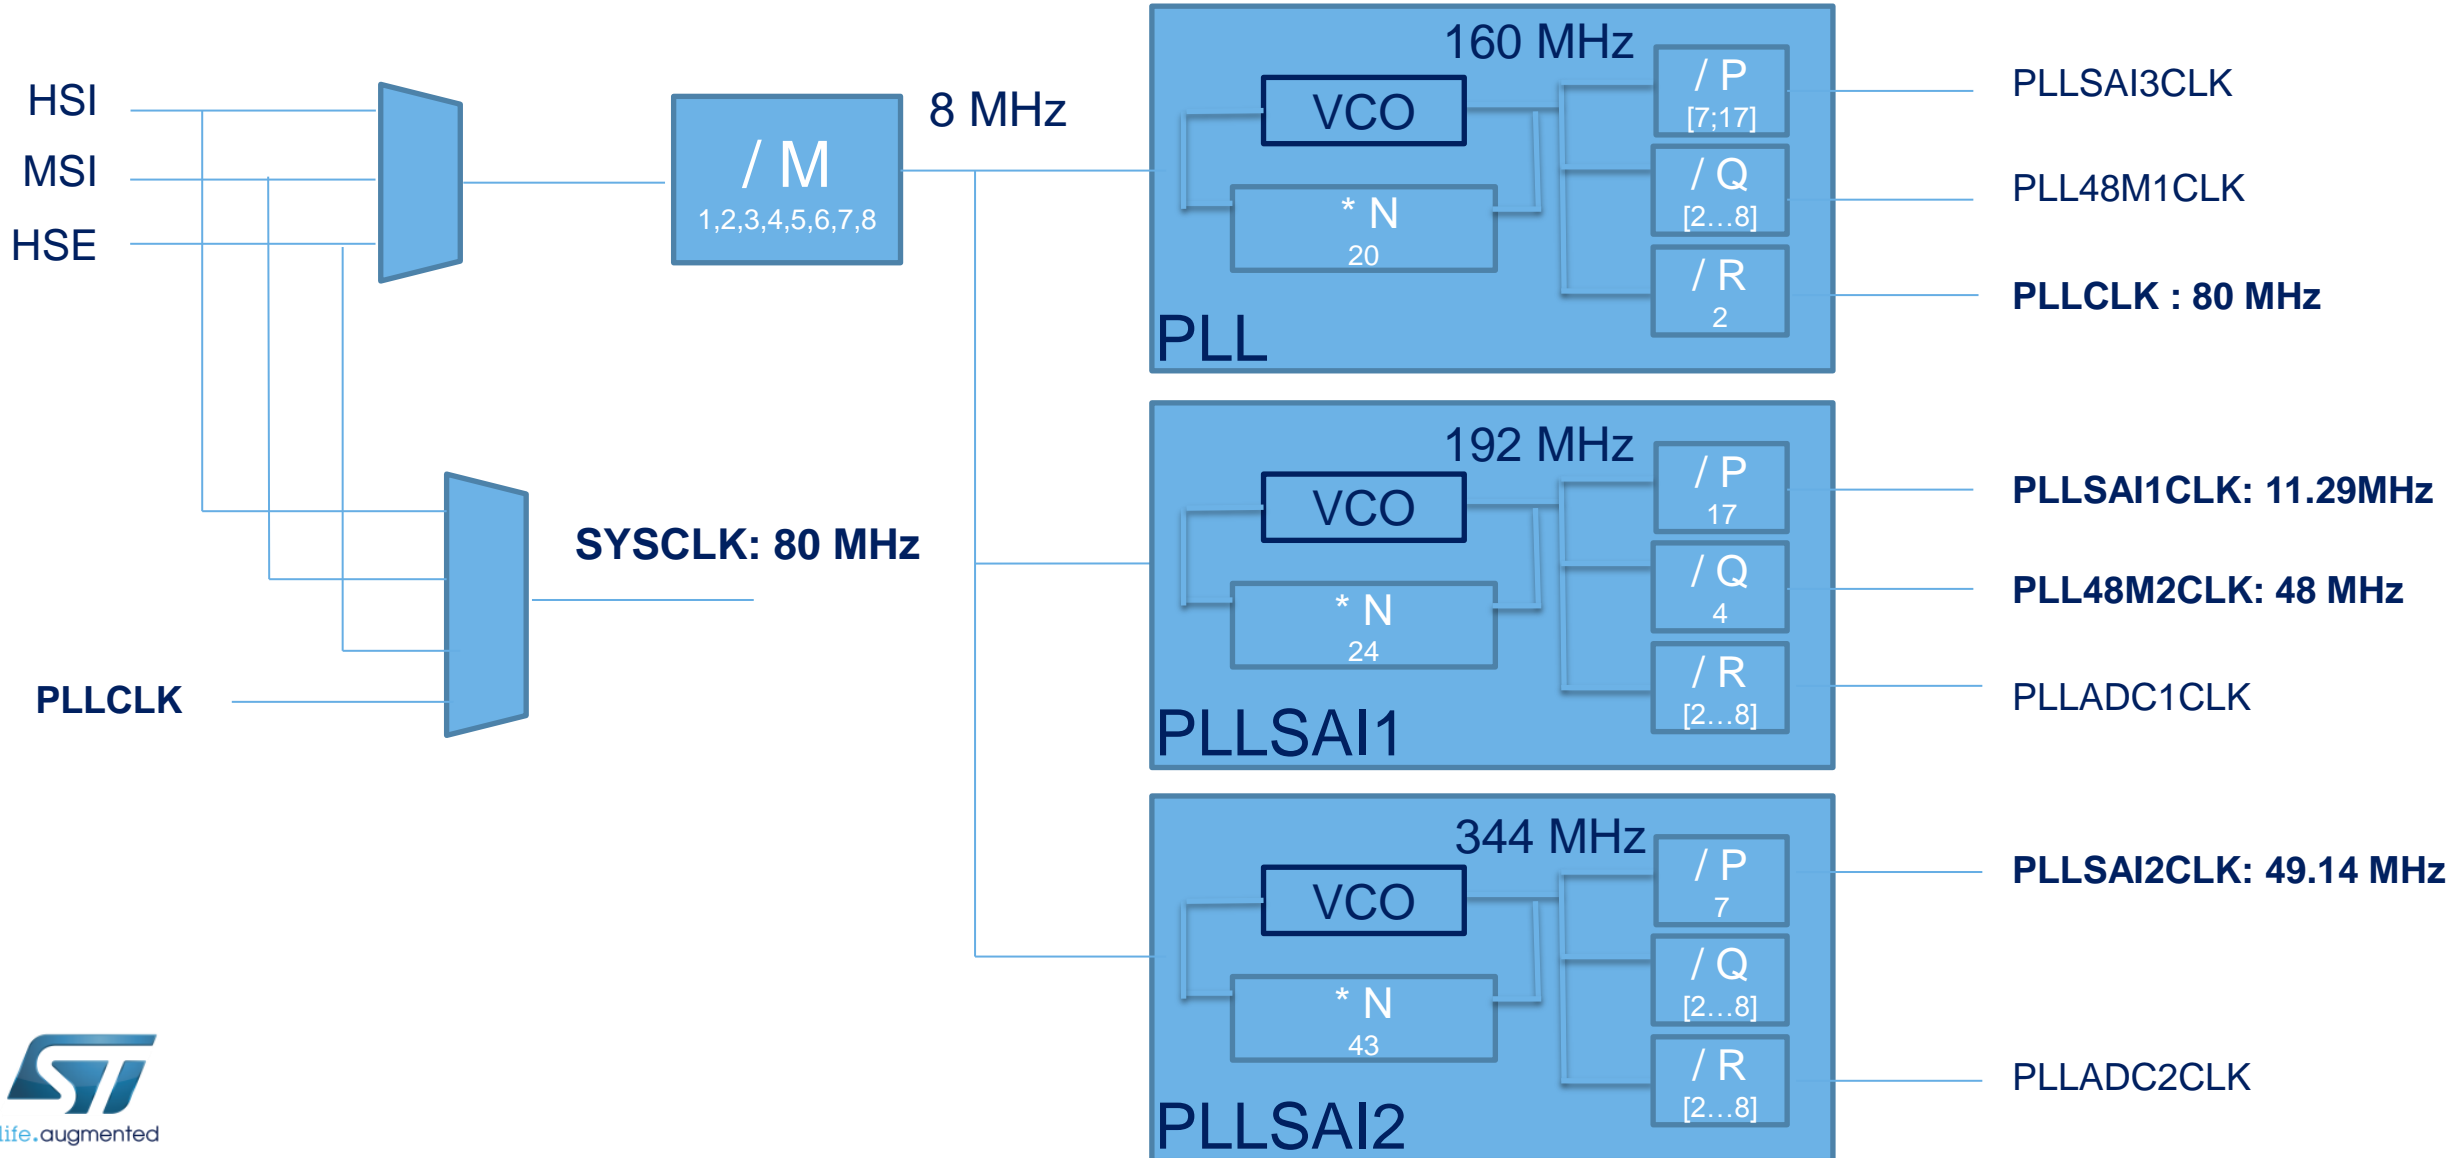 HSI
MSI
HSE
PLLCLK
/ M
1,2,3,4,5,6,7,8
8 MHz
SYSCLK: 80 MHz
160 MHz
VCO
* N
20
/ P
[7;17]
/ Q
[2...8]
/ R
2
PLL
PLLSAI3CLK
PLL48M1CLK
PLLCLK : 80 MHz
192 MHz
VCO
* N
24
/ P
17
/ Q
4
/ R
[2...8]
PLLSAI1
PLLSAI1CLK: 11.29MHz
PLL48M2CLK: 48 MHz
PLLADC1CLK
344 MHz
VCO
* N
43
/ P
7
/ Q
[2...8]
/ R
[2...8]
PLLSAI2
PLLSAI2CLK: 49.14 MHz
PLLADC2CLK
ST
life.augmented